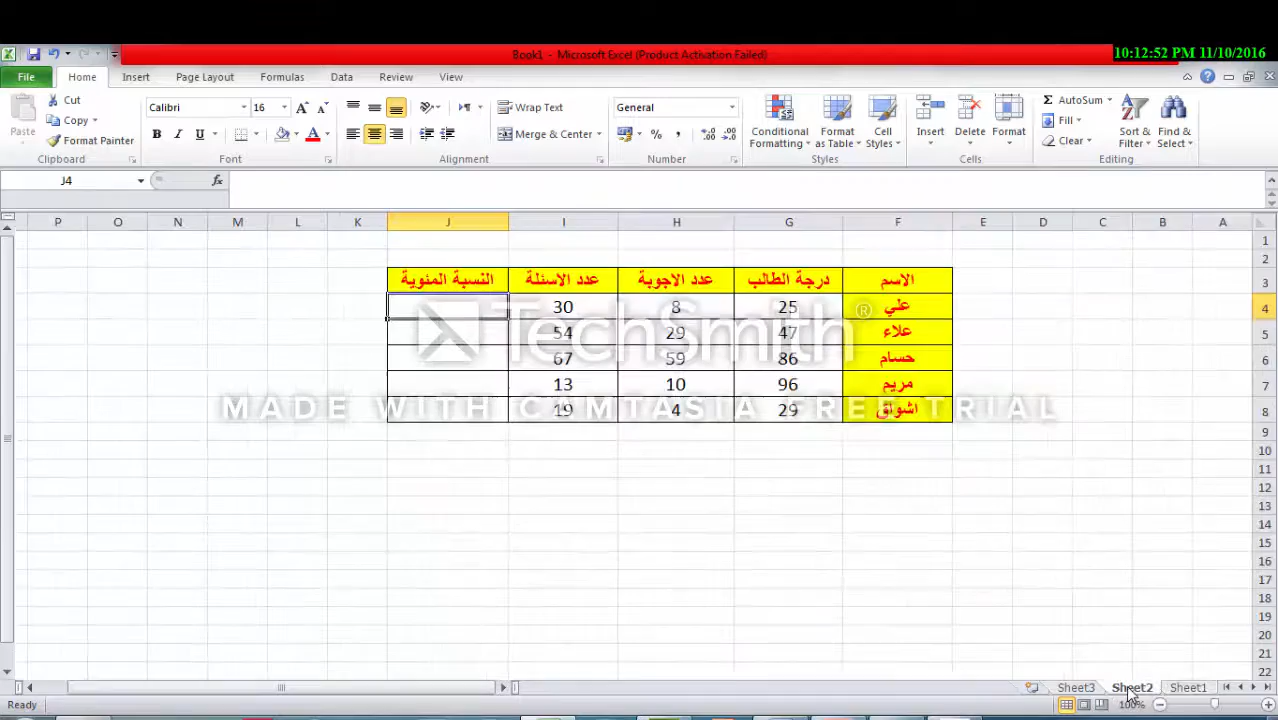 Book1 - Microsoft Excel (Product Activation Failed)
10:12:52 PM 11/10/2016
File Home Insert Page Layout Formulas Data Review View
Paste
Cut
Copy
Format Painter
Clipboard
Calibri 16
B I U A
Font
Wrap Text
Merge & Center
Alignment
General
%
Number
Conditional Formatting
Format as Table
Cell Styles
Styles
Insert
Delete
Format
Cells
Σ AutoSum
Fill
Clear
Sort & Filter
Find & Select
Editing
J4 fx
P O N M L K J I H G F E D C B A
1
2
الاسم درجة الطالب عدد الاجوبة عدد الاسئلة النسبة المئوية 3
علي 25 8 30 4
علاء 47 29 54 5
حسام 86 59 67 6
مريم 96 10 13 7
اشواق 29 4 19 8
TechSmith®
MADE WITH CAMTASIA FREE TRIAL
9
10
11
12
13
14
15
16
17
18
19
20
21
22
Sheet3 Sheet2 Sheet1
Ready 100%